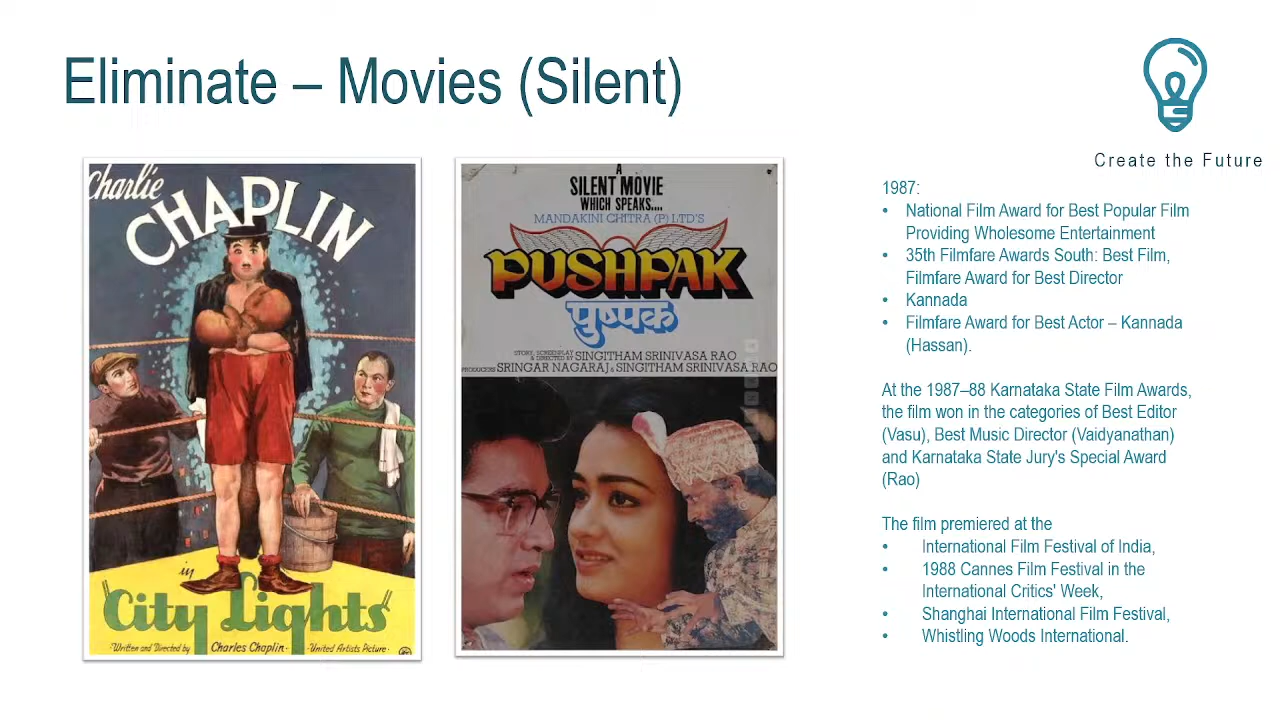 Eliminate – Movies (Silent)
Create the Future
Charlie
CHAPLIN
in
"City Lights"
Written and Directed by Charles Chaplin · United Artists Picture
A
SILENT MOVIE
WHICH SPEAKS....
MANDAKINI CHITRA (P) LTD'S
PUSHPAK
पुष्पक
STORY, SCREENPLAY
& DIRECTED BY SINGITHAM SRINIVASA RAO
PRODUCERS SRINGAR NAGARAJ & SINGITHAM SRINIVASA RAO
1987:
• National Film Award for Best Popular Film
Providing Wholesome Entertainment
• 35th Filmfare Awards South: Best Film,
Filmfare Award for Best Director
• Kannada
• Filmfare Award for Best Actor – Kannada
(Hassan).
At the 1987–88 Karnataka State Film Awards,
the film won in the categories of Best Editor
(Vasu), Best Music Director (Vaidyanathan)
and Karnataka State Jury's Special Award
(Rao)
The film premiered at the
• International Film Festival of India,
• 1988 Cannes Film Festival in the
International Critics' Week,
• Shanghai International Film Festival,
• Whistling Woods International.